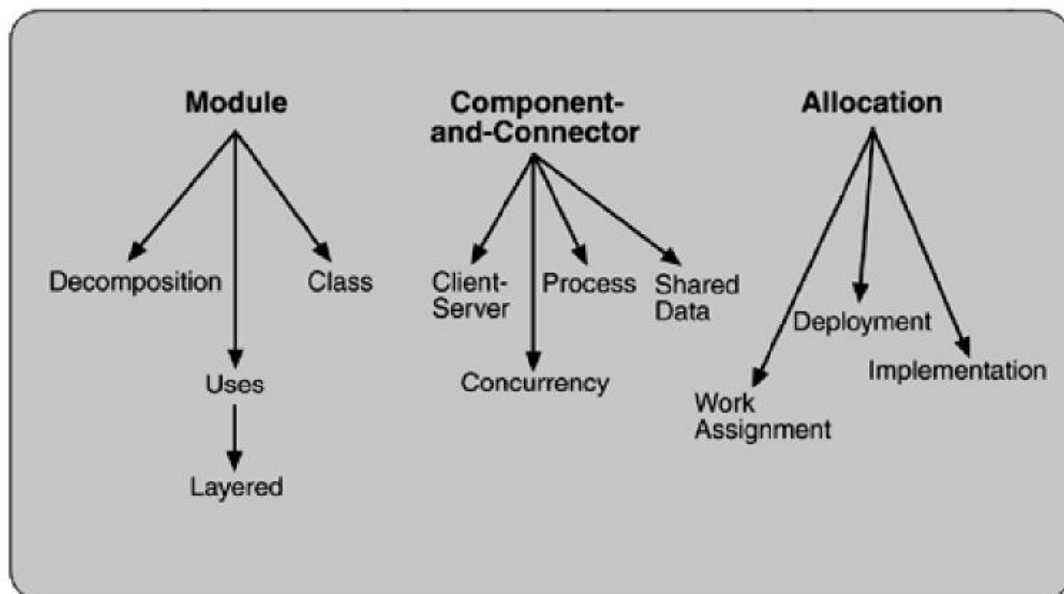 Module
Component-
and-Connector
Allocation
Decomposition
Class
Client-
Server
Process
Shared
Data
Deployment
Uses
Concurrency
Implementation
Work
Assignment
Layered